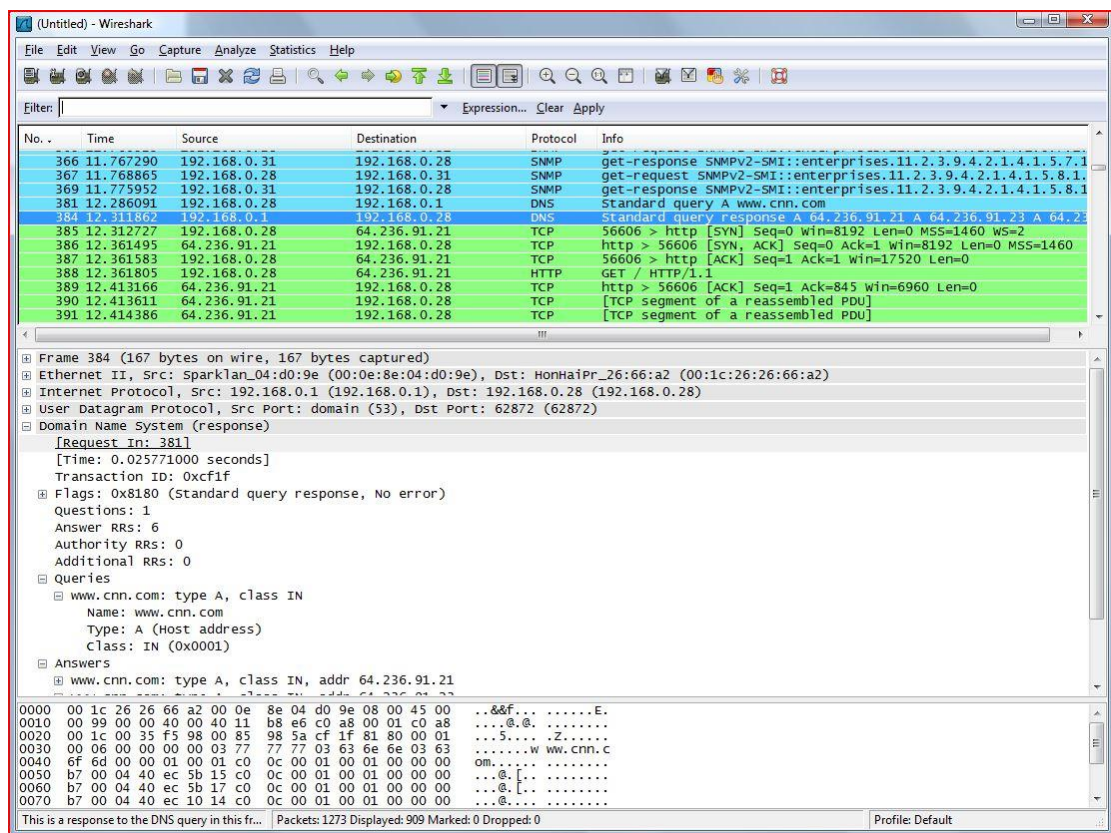 (Untitled) - Wireshark
File Edit View Go Capture Analyze Statistics Help
Filter: Expression... Clear Apply
No. . Time Source Destination Protocol Info
366 11.767290 192.168.0.31 192.168.0.28 SNMP get-response SNMPv2-SMI::enterprises.11.2.3.9.4.2.1.4.1.5.7.1
367 11.768865 192.168.0.28 192.168.0.31 SNMP get-request SNMPv2-SMI::enterprises.11.2.3.9.4.2.1.4.1.5.8.1.
369 11.775952 192.168.0.31 192.168.0.28 SNMP get-response SNMPv2-SMI::enterprises.11.2.3.9.4.2.1.4.1.5.8.1
381 12.286091 192.168.0.28 192.168.0.1 DNS Standard query A www.cnn.com
384 12.311862 192.168.0.1 192.168.0.28 DNS Standard query response A 64.236.91.21 A 64.236.91.23 A 64.23
385 12.312727 192.168.0.28 64.236.91.21 TCP 56606 > http [SYN] Seq=0 Win=8192 Len=0 MSS=1460 WS=2
386 12.361495 64.236.91.21 192.168.0.28 TCP http > 56606 [SYN, ACK] Seq=0 Ack=1 Win=8192 Len=0 MSS=1460
387 12.361583 192.168.0.28 64.236.91.21 TCP 56606 > http [ACK] Seq=1 Ack=1 Win=17520 Len=0
388 12.361805 192.168.0.28 64.236.91.21 HTTP GET / HTTP/1.1
389 12.413166 64.236.91.21 192.168.0.28 TCP http > 56606 [ACK] Seq=1 Ack=845 Win=6960 Len=0
390 12.413611 64.236.91.21 192.168.0.28 TCP [TCP segment of a reassembled PDU]
391 12.414386 64.236.91.21 192.168.0.28 TCP [TCP segment of a reassembled PDU]
Frame 384 (167 bytes on wire, 167 bytes captured)
Ethernet II, Src: Sparklan_04:d0:9e (00:0e:8e:04:d0:9e), Dst: HonHaiPr_26:66:a2 (00:1c:26:26:66:a2)
Internet Protocol, Src: 192.168.0.1 (192.168.0.1), Dst: 192.168.0.28 (192.168.0.28)
User Datagram Protocol, Src Port: domain (53), Dst Port: 62872 (62872)
Domain Name System (response)
[Request In: 381]
[Time: 0.025771000 seconds]
Transaction ID: 0xcf1f
Flags: 0x8180 (Standard query response, No error)
Questions: 1
Answer RRs: 6
Authority RRs: 0
Additional RRs: 0
Queries
www.cnn.com: type A, class IN
Name: www.cnn.com
Type: A (Host address)
Class: IN (0x0001)
Answers
www.cnn.com: type A, class IN, addr 64.236.91.21
0000 00 1c 26 26 66 a2 00 0e 8e 04 d0 9e 08 00 45 00 ..&&f... ......E.
0010 00 99 00 00 40 00 40 11 b8 e6 c0 a8 00 01 c0 a8 ....@.@. ........
0020 00 1c 00 35 f5 98 00 85 98 5a cf 1f 81 80 00 01 ...5.... .Z......
0030 00 06 00 00 00 00 03 77 77 77 03 63 6e 6e 03 63 .......w ww.cnn.c
0040 6f 6d 00 00 01 00 01 c0 0c 00 01 00 01 00 00 00 om...... ........
0050 b7 00 04 40 ec 5b 15 c0 0c 00 01 00 01 00 00 00 ...@.[.. ........
0060 b7 00 04 40 ec 5b 17 c0 0c 00 01 00 01 00 00 00 ...@.[.. ........
0070 b7 00 04 40 ec 10 14 c0 0c 00 01 00 01 00 00 00 ...@.... ........
This is a response to the DNS query in this fr... Packets: 1273 Displayed: 909 Marked: 0 Dropped: 0 Profile: Default